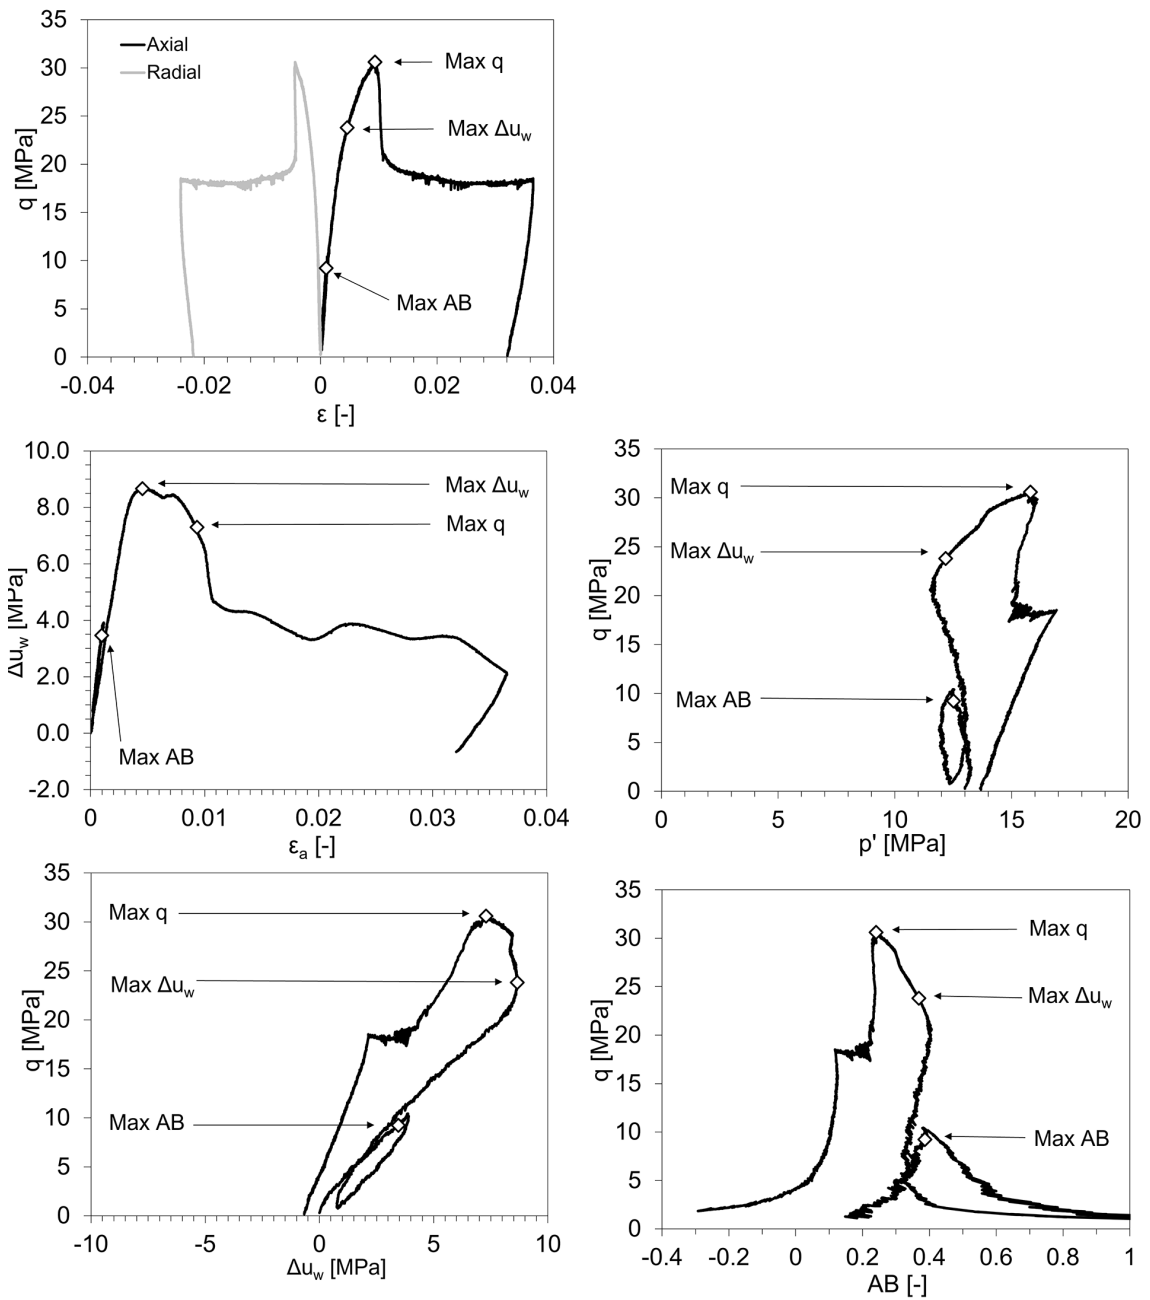 35
30
25
20
15
10
5
0
q [MPa]
Axial
Radial
Max q
Max Δuw
Max AB
-0.04
-0.02
0
0.02
0.04
ε [-]
10.0
8.0
6.0
4.0
2.0
0.0
-2.0
Δuw [MPa]
Max Δuw
Max q
Max AB
0
0.01
0.02
0.03
0.04
εa [-]
35
30
25
20
15
10
5
0
q [MPa]
Max q
Max Δuw
Max AB
0
5
10
15
20
p' [MPa]
35
30
25
20
15
10
5
0
q [MPa]
Max q
Max Δuw
Max AB
-10
-5
0
5
10
Δuw [MPa]
35
30
25
20
15
10
5
0
q [MPa]
Max q
Max Δuw
Max AB
-0.4
-0.2
0
0.2
0.4
0.6
0.8
1
AB [-]